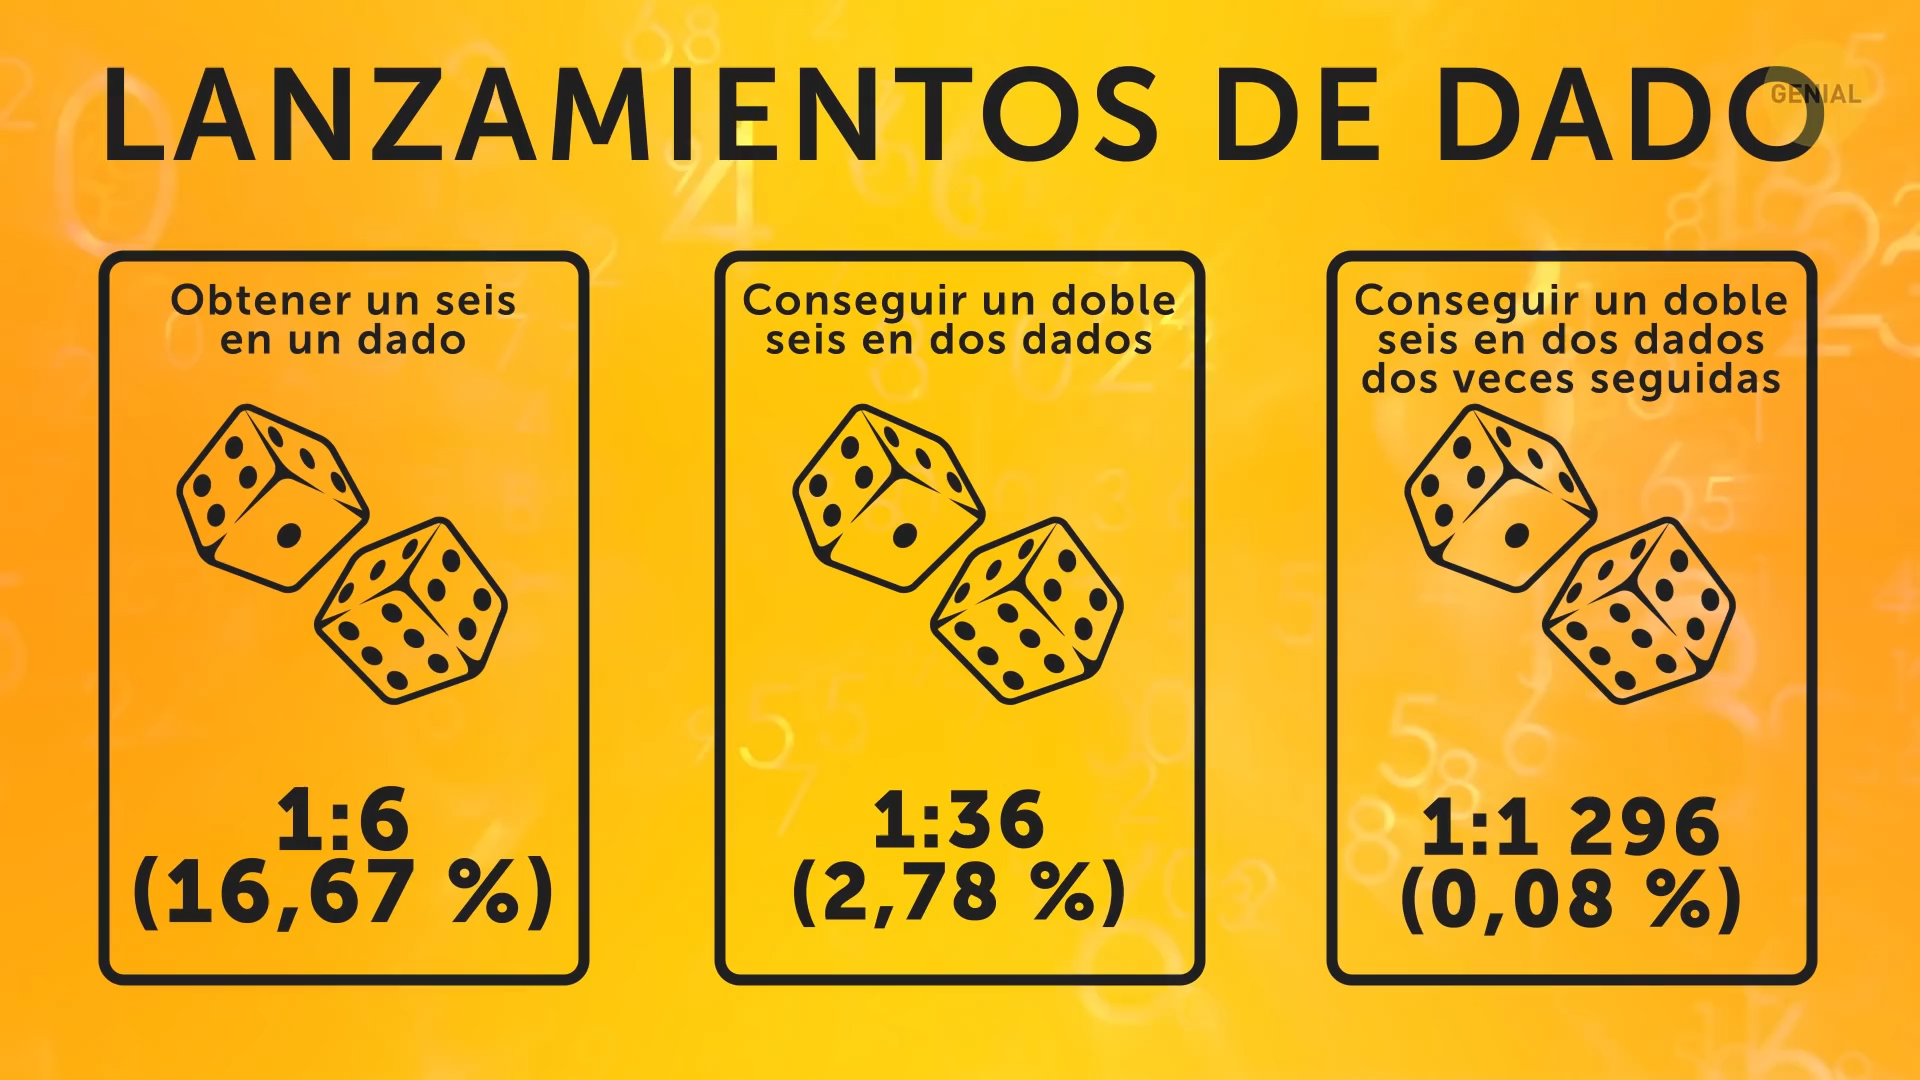 LANZAMIENTOS DE DADO
GENIAL
Obtener un seis
en un dado
1:6
(16,67 %)
Conseguir un doble
seis en dos dados
1:36
(2,78 %)
Conseguir un doble
seis en dos dados
dos veces seguidas
1:1 296
(0,08 %)